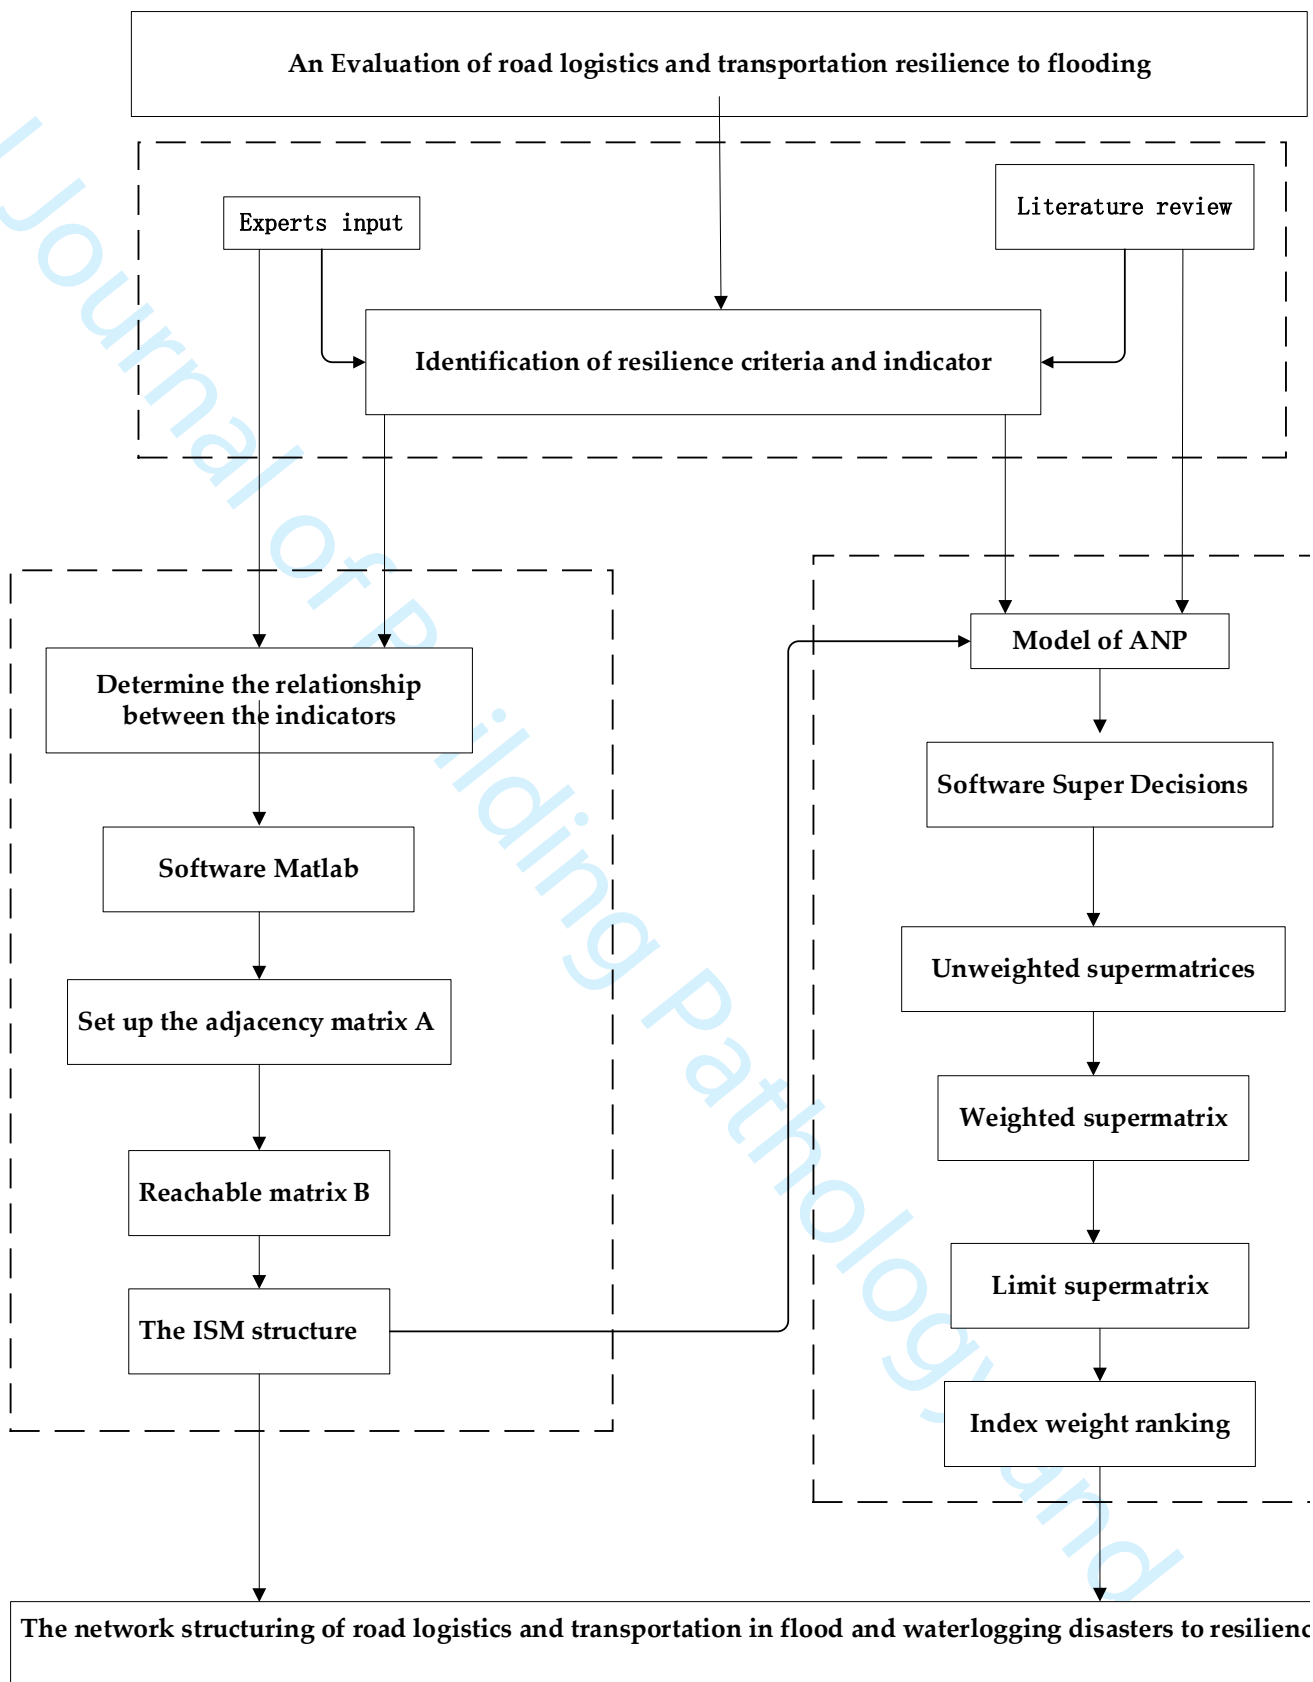 An Evaluation of road logistics and transportation resilience to flooding
Experts input
Literature review
Identification of resilience criteria and indicator
Determine the relationship
between the indicators
Software Matlab
Set up the adjacency matrix A
Reachable matrix B
The ISM structure
Model of ANP
Software Super Decisions
Unweighted supermatrices
Weighted supermatrix
Limit supermatrix
Index weight ranking
The network structuring of road logistics and transportation in flood and waterlogging disasters to resilienc
Journal of Building Pathology and